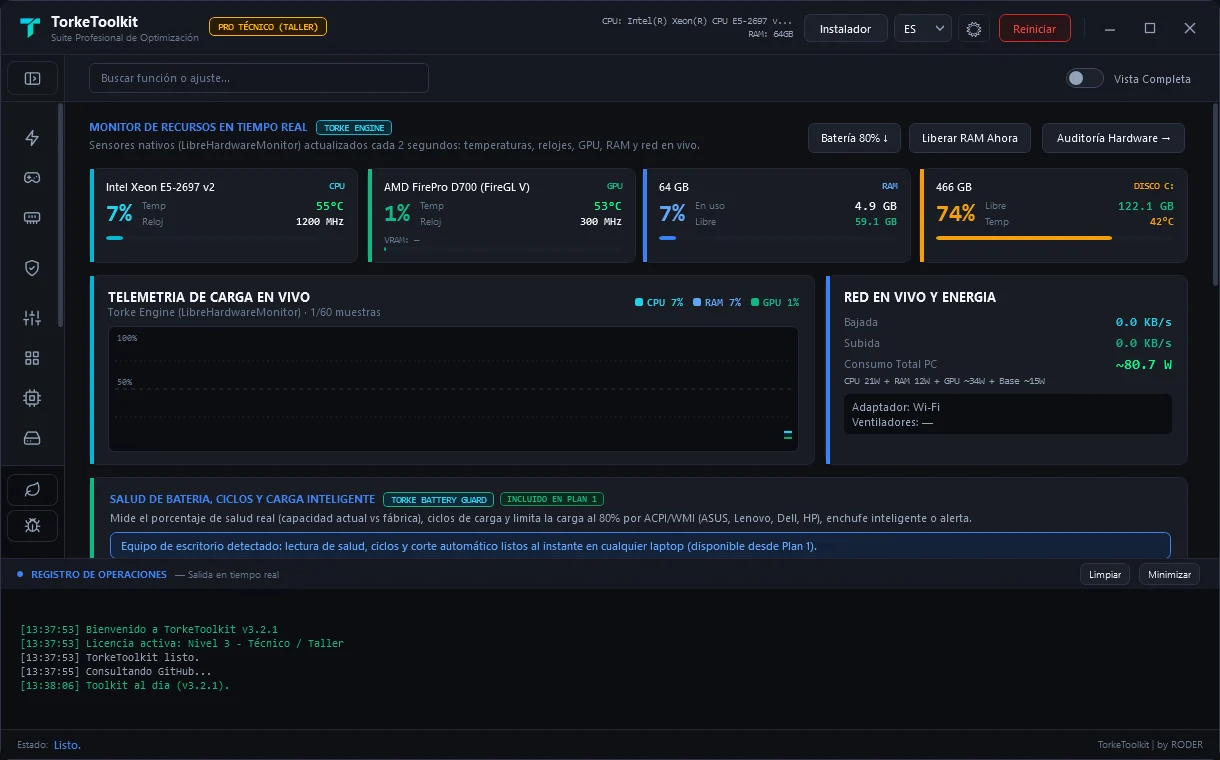 TorkeToolkit
Suite Profesional de Optimización
PRO TÉCNICO (TALLER)
CPU: Intel(R) Xeon(R) CPU E5-2697 v...
RAM: 64GB
Instalador
ES
Reiniciar
Buscar función o ajuste...
Vista Completa
MONITOR DE RECURSOS EN TIEMPO REAL TORKE ENGINE
Sensores nativos (LibreHardwareMonitor) actualizados cada 2 segundos: temperaturas, relojes, GPU, RAM y red en vivo.
Batería 80% ↓
Liberar RAM Ahora
Auditoría Hardware →
Intel Xeon E5-2697 v2 CPU
7% Temp 55°C
Reloj 1200 MHz
AMD FirePro D700 (FireGL V) GPU
1% Temp 53°C
Reloj 300 MHz
VRAM: —
64 GB RAM
7% En uso 4.9 GB
Libre 59.1 GB
466 GB DISCO C:
74% Libre 122.1 GB
Temp 42°C
TELEMETRIA DE CARGA EN VIVO
Torke Engine (LibreHardwareMonitor) · 1/60 muestras
CPU 7% RAM 7% GPU 1%
100%
50%
RED EN VIVO Y ENERGIA
Bajada 0.0 KB/s
Subida 0.0 KB/s
Consumo Total PC ~80.7 W
CPU 21W + RAM 12W + GPU ~34W + Base ~15W
Adaptador: Wi-Fi
Ventiladores: —
SALUD DE BATERIA, CICLOS Y CARGA INTELIGENTE TORKE BATTERY GUARD INCLUIDO EN PLAN 1
Mide el porcentaje de salud real (capacidad actual vs fábrica), ciclos de carga y limita la carga al 80% por ACPI/WMI (ASUS, Lenovo, Dell, HP), enchufe inteligente o alerta.
Equipo de escritorio detectado: lectura de salud, ciclos y corte automático listos al instante en cualquier laptop (disponible desde Plan 1).
REGISTRO DE OPERACIONES — Salida en tiempo real
Limpiar
Minimizar
[13:37:53] Bienvenido a TorkeToolkit v3.2.1
[13:37:53] Licencia activa: Nivel 3 - Técnico / Taller
[13:37:53] TorkeToolkit listo.
[13:37:55] Consultando GitHub...
[13:38:06] Toolkit al dia (v3.2.1).
Estado: Listo.
TorkeToolkit | by RODER